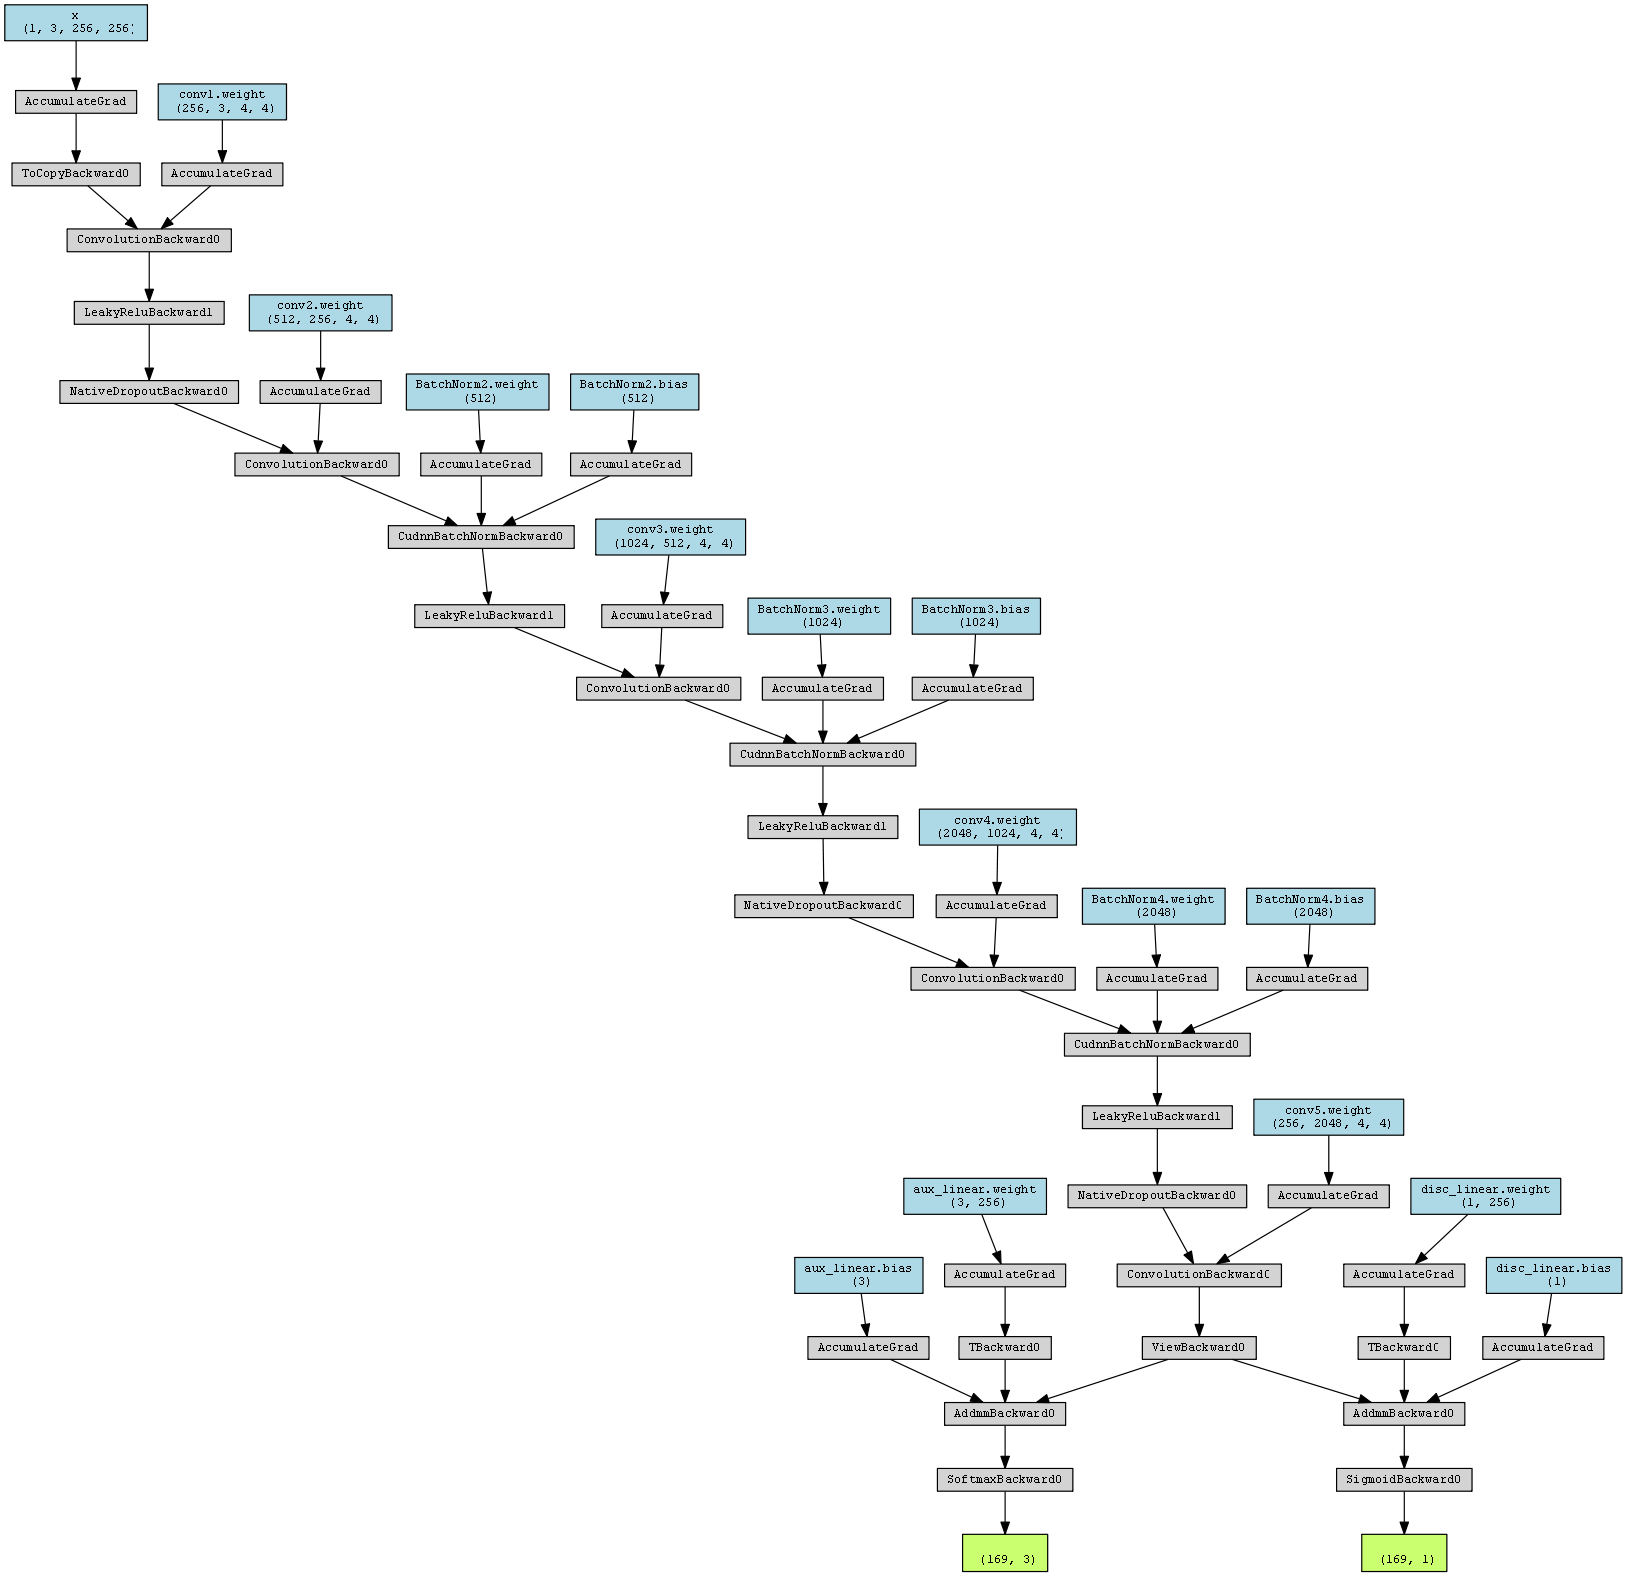 x
(1, 3, 256, 256)
AccumulateGrad
conv1.weight
(256, 3, 4, 4)
ToCopyBackward0
AccumulateGrad
ConvolutionBackward0
LeakyReluBackward1
conv2.weight
(512, 256, 4, 4)
NativeDropoutBackward0
AccumulateGrad
BatchNorm2.weight
(512)
BatchNorm2.bias
(512)
ConvolutionBackward0
AccumulateGrad
AccumulateGrad
CudnnBatchNormBackward0
conv3.weight
(1024, 512, 4, 4)
LeakyReluBackward1
AccumulateGrad
BatchNorm3.weight
(1024)
BatchNorm3.bias
(1024)
ConvolutionBackward0
AccumulateGrad
AccumulateGrad
CudnnBatchNormBackward0
LeakyReluBackward1
conv4.weight
(2048, 1024, 4, 4)
NativeDropoutBackward0
AccumulateGrad
BatchNorm4.weight
(2048)
BatchNorm4.bias
(2048)
ConvolutionBackward0
AccumulateGrad
AccumulateGrad
CudnnBatchNormBackward0
LeakyReluBackward1
conv5.weight
(256, 2048, 4, 4)
aux_linear.weight
(3, 256)
NativeDropoutBackward0
AccumulateGrad
disc_linear.weight
(1, 256)
aux_linear.bias
(3)
AccumulateGrad
ConvolutionBackward0
AccumulateGrad
disc_linear.bias
(1)
AccumulateGrad
TBackward0
ViewBackward0
TBackward0
AccumulateGrad
AddmmBackward0
AddmmBackward0
SoftmaxBackward0
SigmoidBackward0
(169, 3)
(169, 1)